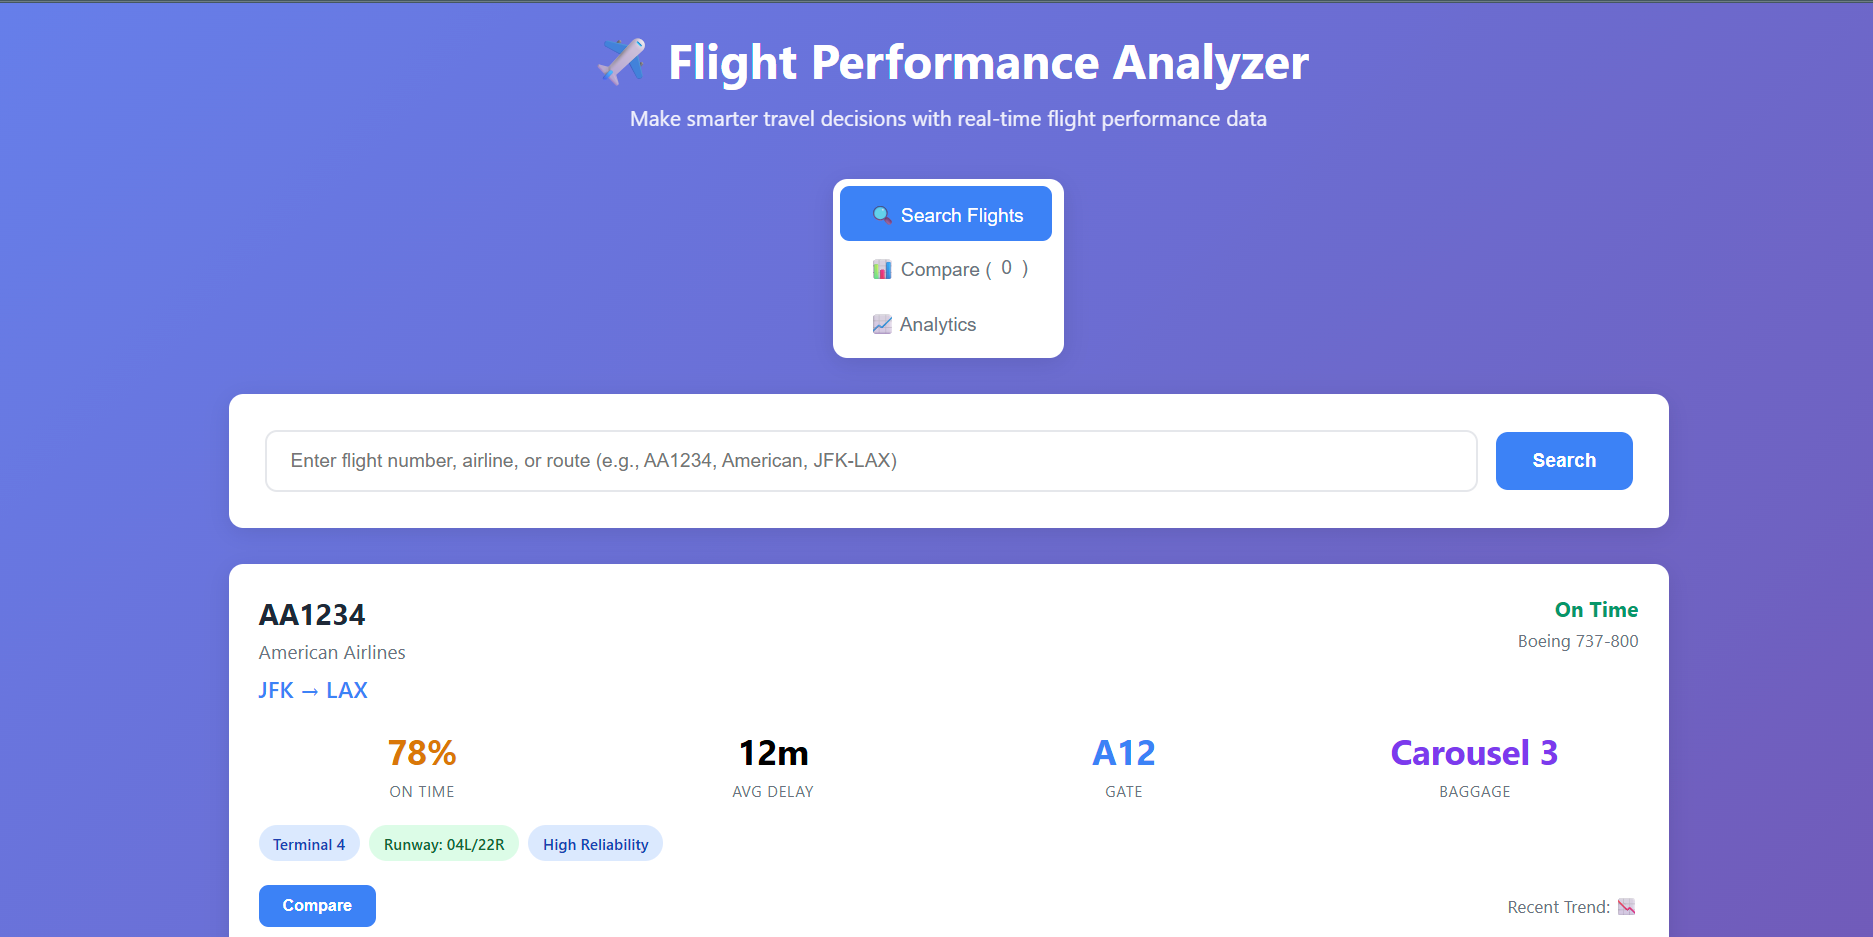 Flight Performance Analyzer
Make smarter travel decisions with real-time flight performance data
Search Flights
Compare ( 0 )
Analytics
Enter flight number, airline, or route (e.g., AA1234, American, JFK-LAX)
Search
AA1234
On Time
American Airlines
Boeing 737-800
JFK → LAX
78%
ON TIME
12m
AVG DELAY
A12
GATE
Carousel 3
BAGGAGE
Terminal 4
Runway: 04L/22R
High Reliability
Compare
Recent Trend: